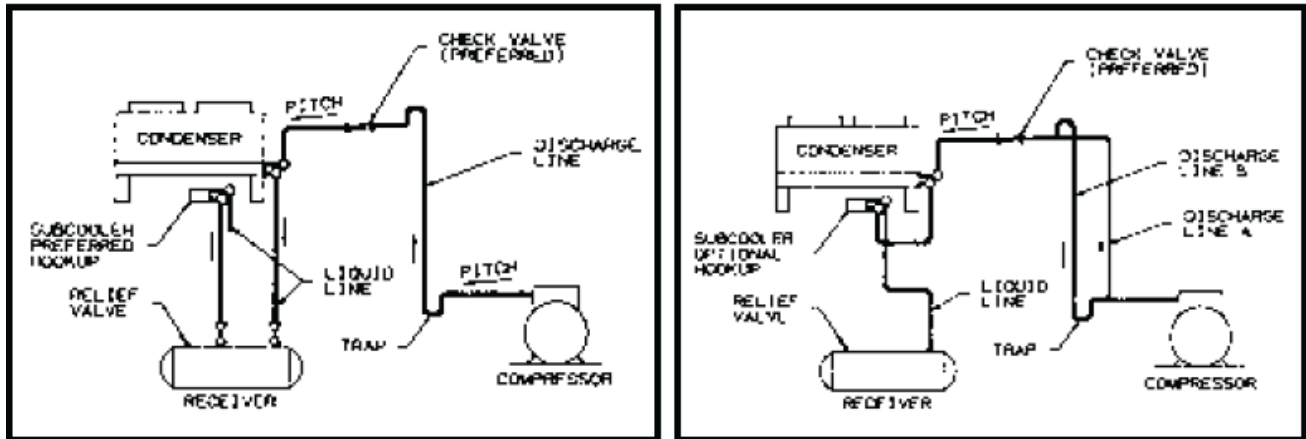 CHECK VALVE
(PREFERRED)
PITCH
CONDENSER
DISCHARGE
LINE
SUBCOOLER
PREFERRED
HOOKUP
LIQUID
LINE
PITCH
RELIEF
VALVE
TRAP
COMPRESSOR
RECEIVER
CHECK VALVE
(PREFERRED)
PITCH
CONDENSER
DISCHARGE
LINE B
DISCHARGE
LINE A
SUBCOOLER
OPTIONAL
HOOKUP
LIQUID
LINE
RELIEF
VALVE
TRAP
COMPRESSOR
RECEIVER